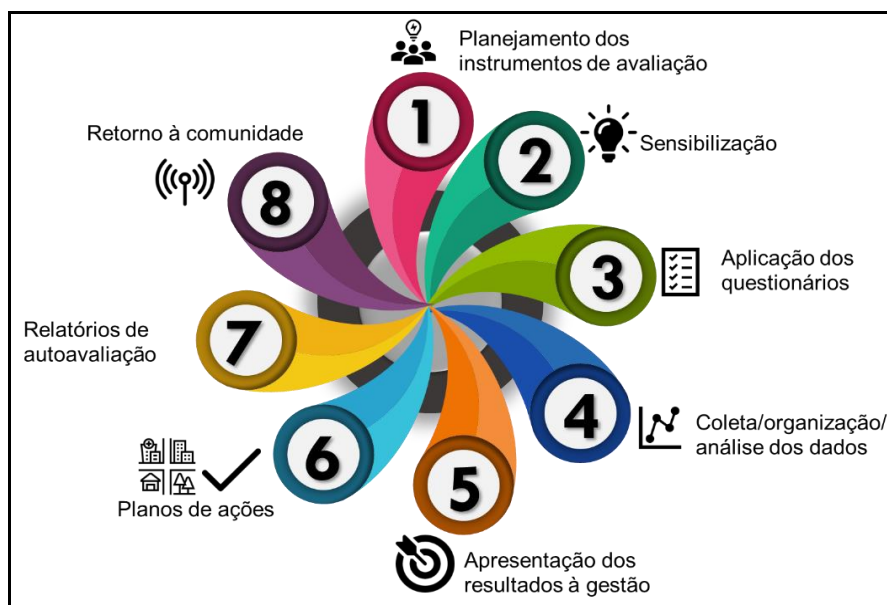 1
Planejamento dos
instrumentos de avaliação
2
Sensibilização
3
Aplicação dos
questionários
4
Coleta/organização/
análise dos dados
5
Apresentação dos
resultados à gestão
6
Planos de ações
7
Relatórios de
autoavaliação
8
Retorno à comunidade